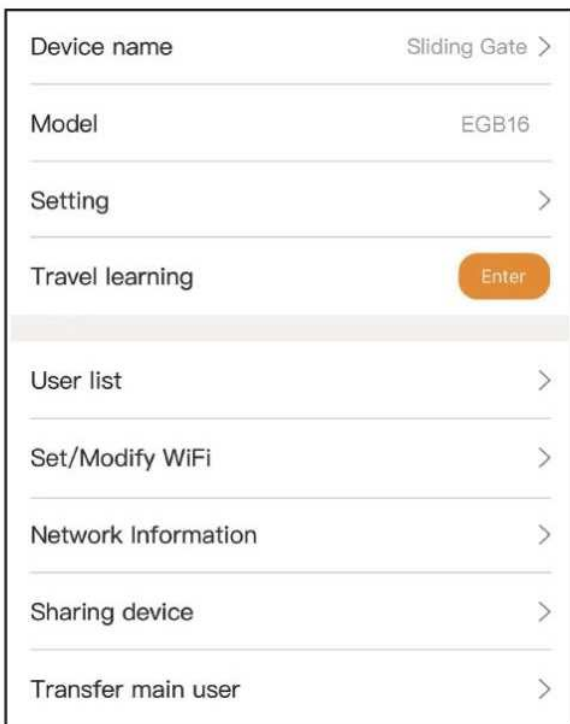 Device name Sliding Gate >
Model EGB16
Setting >
Travel learning Enter
User list >
Set/Modify WiFi >
Network Information >
Sharing device >
Transfer main user >